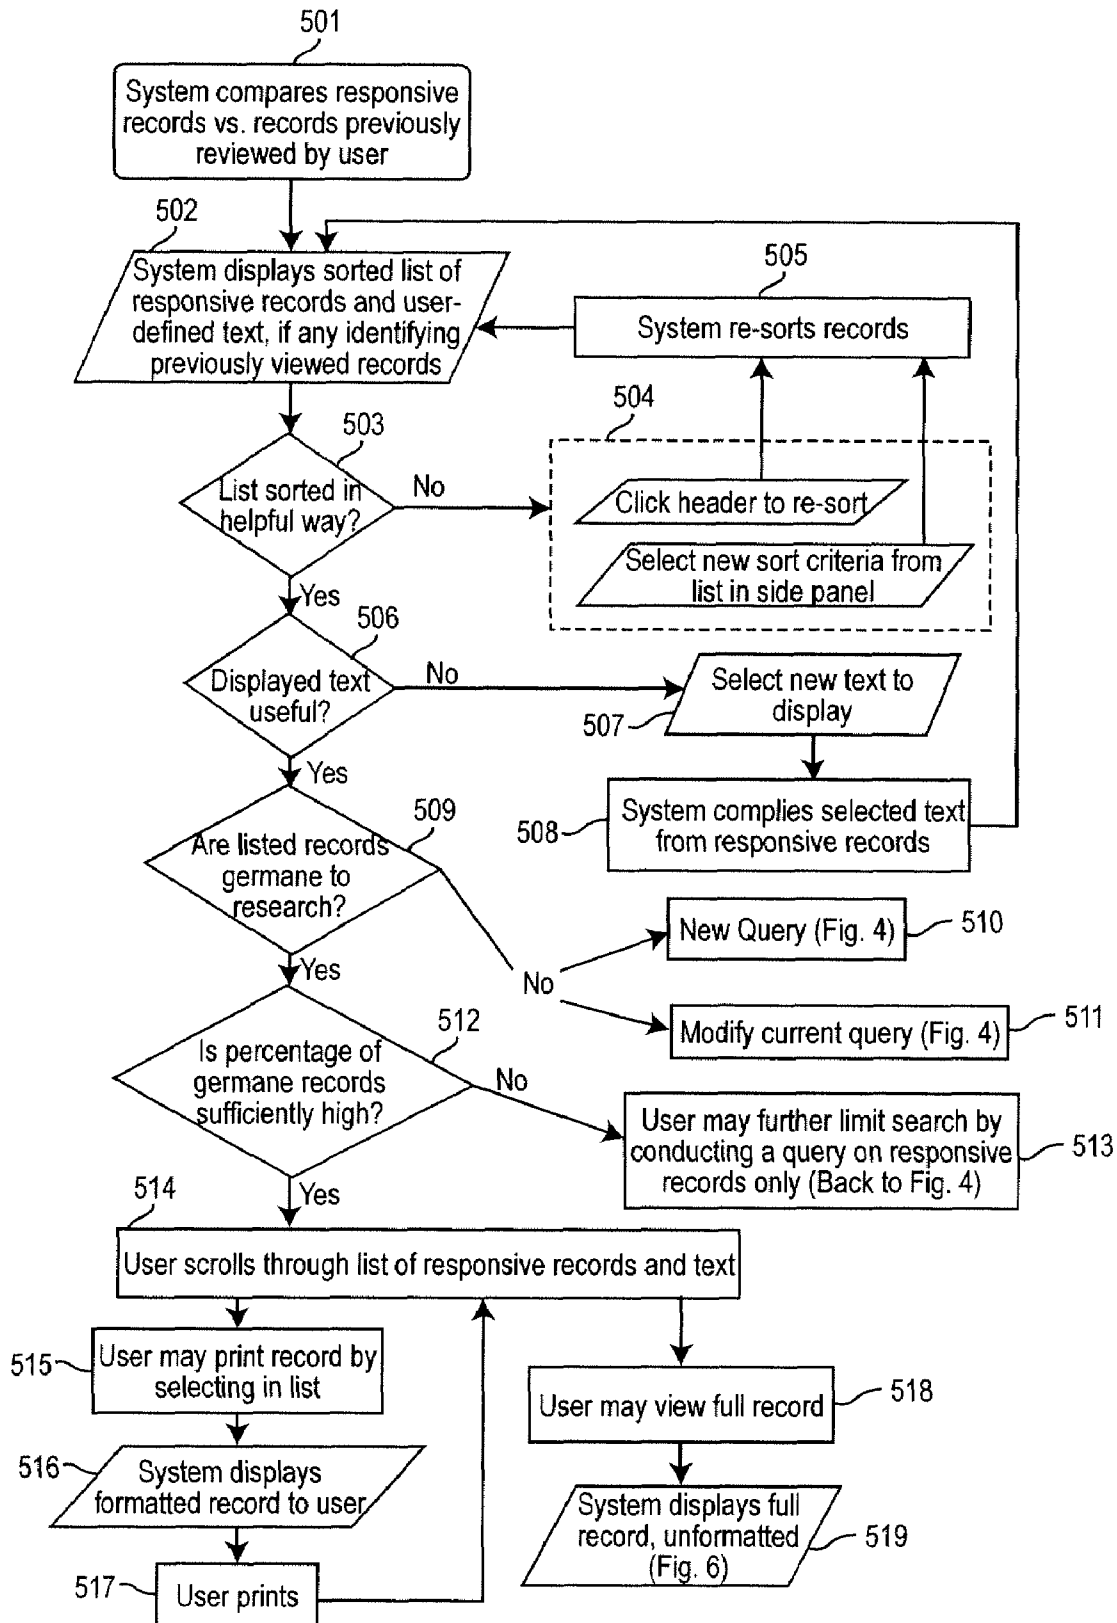 501
System compares responsive
records vs. records previously
reviewed by user
502
System displays sorted list of
responsive records and user-
defined text, if any identifying
previously viewed records
505
System re-sorts records
504
503
List sorted in
helpful way?
No
Click header to re-sort
Select new sort criteria from
list in side panel
Yes
506
Displayed text
useful?
No
Select new text to
display
507
Yes
508
System complies selected text
from responsive records
509
Are listed records
germane to
research?
No
New Query (Fig. 4)
510
Modify current query (Fig. 4)
511
Yes
512
Is percentage of
germane records
sufficiently high?
No
User may further limit search by
conducting a query on responsive
records only (Back to Fig. 4)
513
Yes
514
User scrolls through list of responsive records and text
515
User may print record by
selecting in list
516
System displays
formatted record to user
517
User prints
User may view full record
518
System displays full
record, unformatted
(Fig. 6)
519